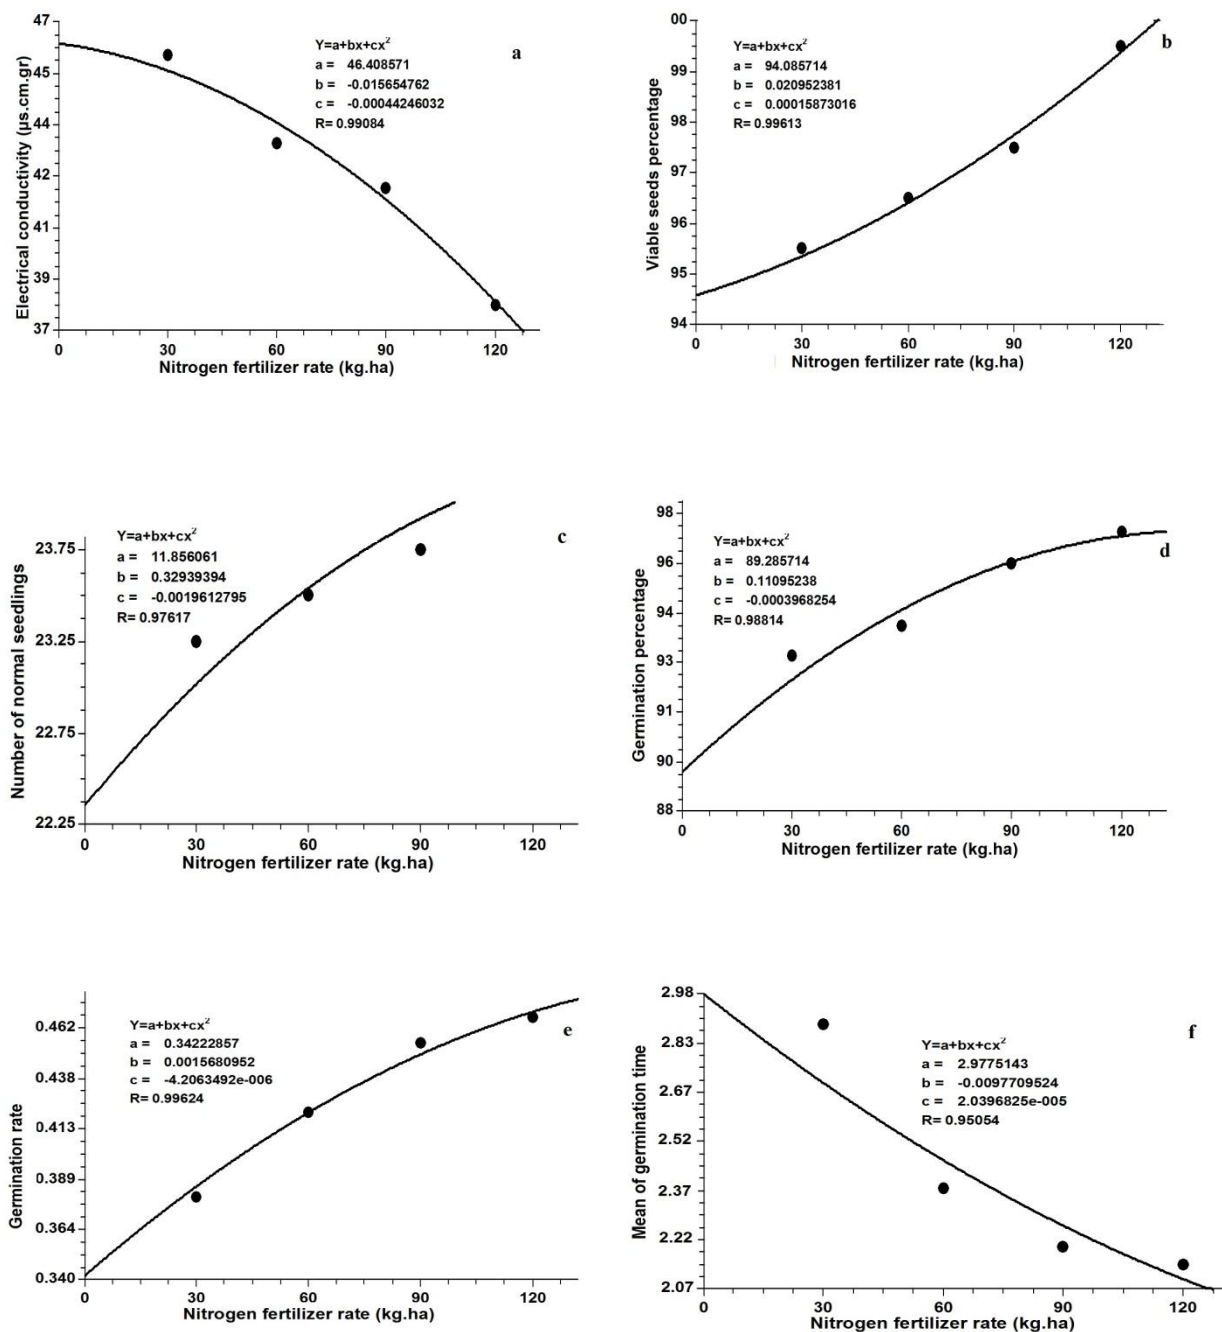 47
45
44
42
41
39
37
0
30
60
90
120
Electrical conductivity (µs.cm.gr)
Nitrogen fertilizer rate (kg.ha)
Y=a+bx+cx²
a = 46.408571
b = -0.015654762
c = -0.00044246032
R= 0.99084
a
00
99
98
97
96
95
94
0
30
60
90
120
Viable seeds percentage
Nitrogen fertilizer rate (kg.ha)
Y=a+bx+cx²
a = 94.085714
b = 0.020952381
c = 0.00015873016
R= 0.99613
b
23.75
23.25
22.75
22.25
0
30
60
90
120
Number of normal seedlings
Nitrogen fertilizer rate (kg.ha)
Y=a+bx+cx²
a = 11.856061
b = 0.32939394
c = -0.0019612795
R= 0.97617
c
98
96
94
93
91
90
88
0
30
60
90
120
Germination percentage
Nitrogen fertilizer rate (kg.ha)
Y=a+bx+cx²
a = 89.285714
b = 0.11095238
c = -0.0003968254
R= 0.98814
d
0.462
0.438
0.413
0.389
0.364
0.340
0
30
60
90
120
Germination rate
Nitrogen fertilizer rate (kg.ha)
Y=a+bx+cx²
a = 0.34222857
b = 0.0015680952
c = -4.2063492e-006
R= 0.99624
e
2.98
2.83
2.67
2.52
2.37
2.22
2.07
0
30
60
90
120
Mean of germination time
Nitrogen fertilizer rate (kg.ha)
Y=a+bx+cx²
a = 2.9775143
b = -0.0097709524
c = 2.0396825e-005
R= 0.95054
f